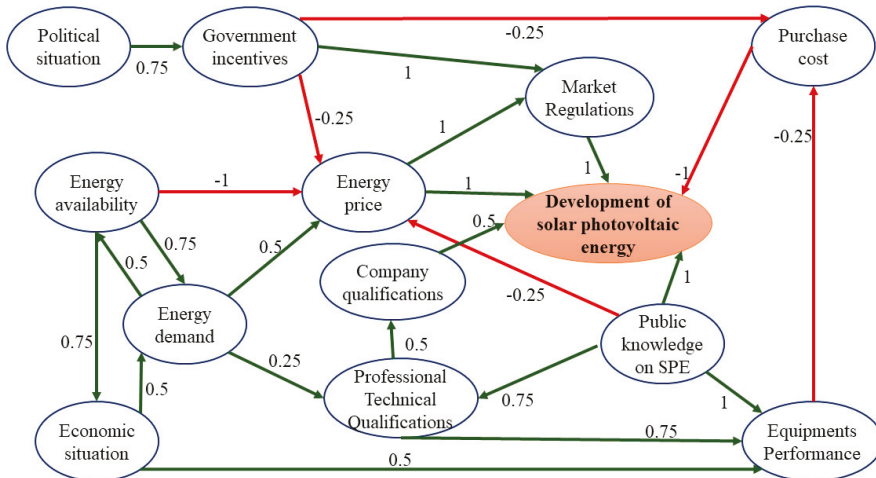 Political
situation
0.75
Government
incentives
-0.25
Purchase
cost
1
Market
Regulations
-0.25
-0.25
1
Energy
availability
-1
Energy
price
1
1
-1
Development of
solar photovoltaic
energy
0.75
0.5
0.5
0.5
Company
qualifications
-0.25
1
Energy
demand
Public
knowledge
on SPE
0.75
0.25
0.5
0.5
Professional
Technical
Qualifications
0.75
1
Economic
situation
0.75
Equipments
Performance
0.5